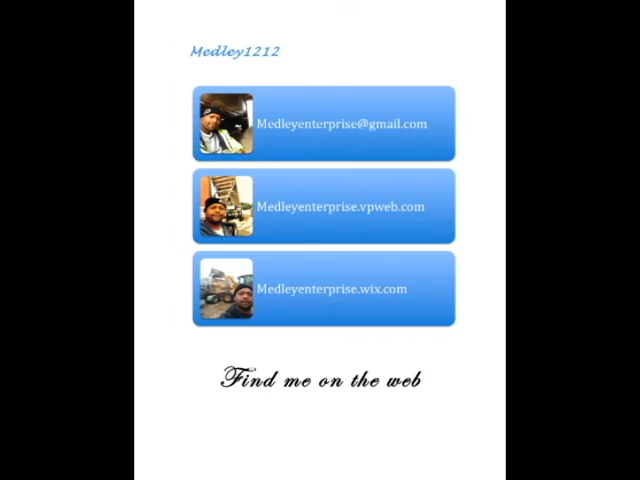 Medley1212
Medleyenterprise@gmail.com
Medleyenterprise.vpweb.com
Medleyenterprise.wix.com
Find me on the web